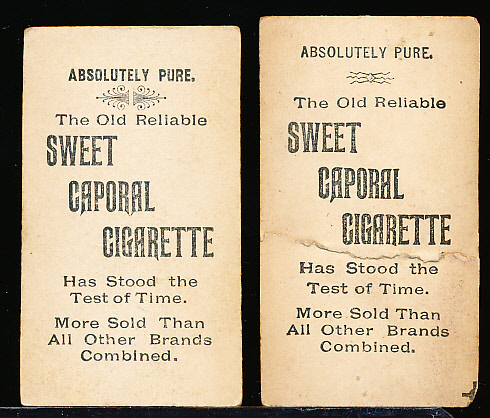 ABSOLUTELY PURE.
The Old Reliable
SWEET
CAPORAL
CIGARETTE
Has Stood the
Test of Time.
More Sold Than
All Other Brands
Combined.
ABSOLUTELY PURE.
The Old Reliable
SWEET
CAPORAL
CIGARETTE
Has Stood the
Test of Time.
More Sold Than
All Other Brands
Combined.